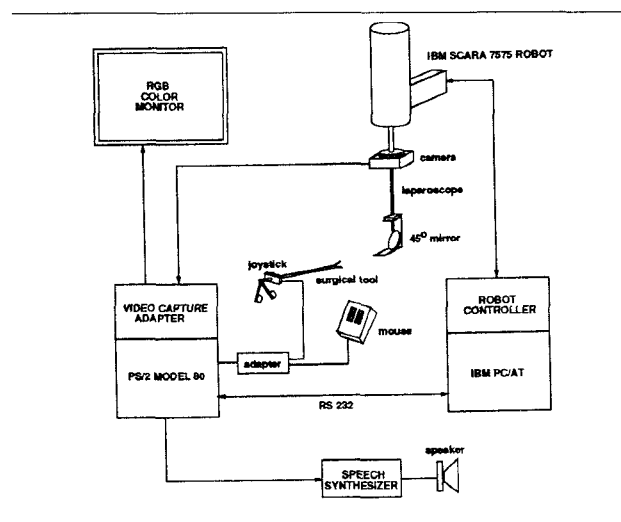 RGB
COLOR
MONITOR
IBM SCARA 7575 ROBOT
camera
laparoscope
45° mirror
joystick
surgical tool
mouse
VIDEO CAPTURE
ADAPTER
PS/2 MODEL 80
adapter
ROBOT
CONTROLLER
IBM PC/AT
RS 232
SPEECH
SYNTHESIZER
speaker